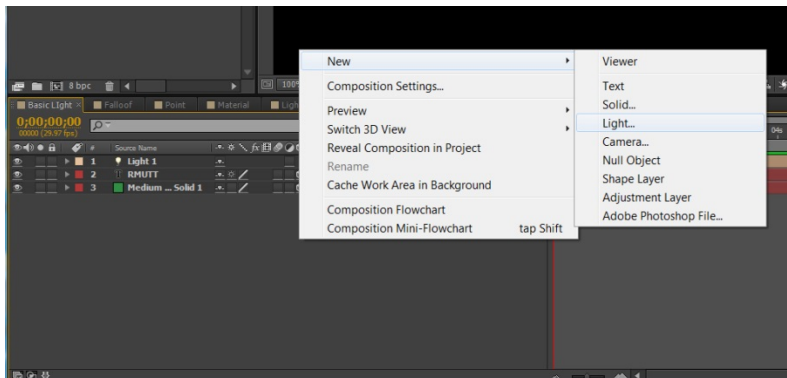 New
Composition Settings...
Preview
Switch 3D View
Reveal Composition in Project
Rename
Cache Work Area in Background
Composition Flowchart
Composition Mini-Flowchart tap Shift
Viewer
Text
Solid...
Light...
Camera...
Null Object
Shape Layer
Adjustment Layer
Adobe Photoshop File...
8 bpc
Basic LIght Falloof Point Material
0;00;00;00
00000 (29.97 fps)
# Source Name
1 Light 1
2 RMUTT
3 Medium ... Solid 1
04s